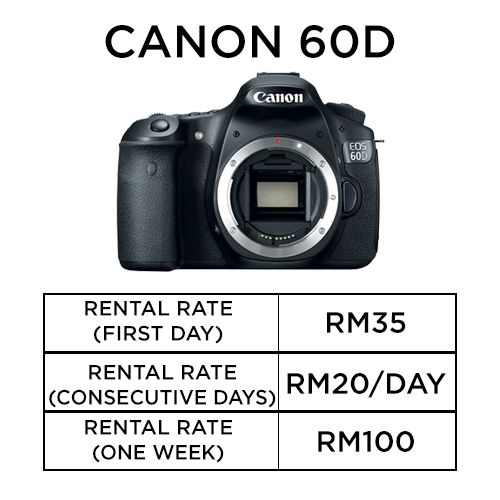 CANON 60D
Canon
EOS
60D
RENTAL RATE
(FIRST DAY)
RM35
RENTAL RATE
(CONSECUTIVE DAYS)
RM20/DAY
RENTAL RATE
(ONE WEEK)
RM100